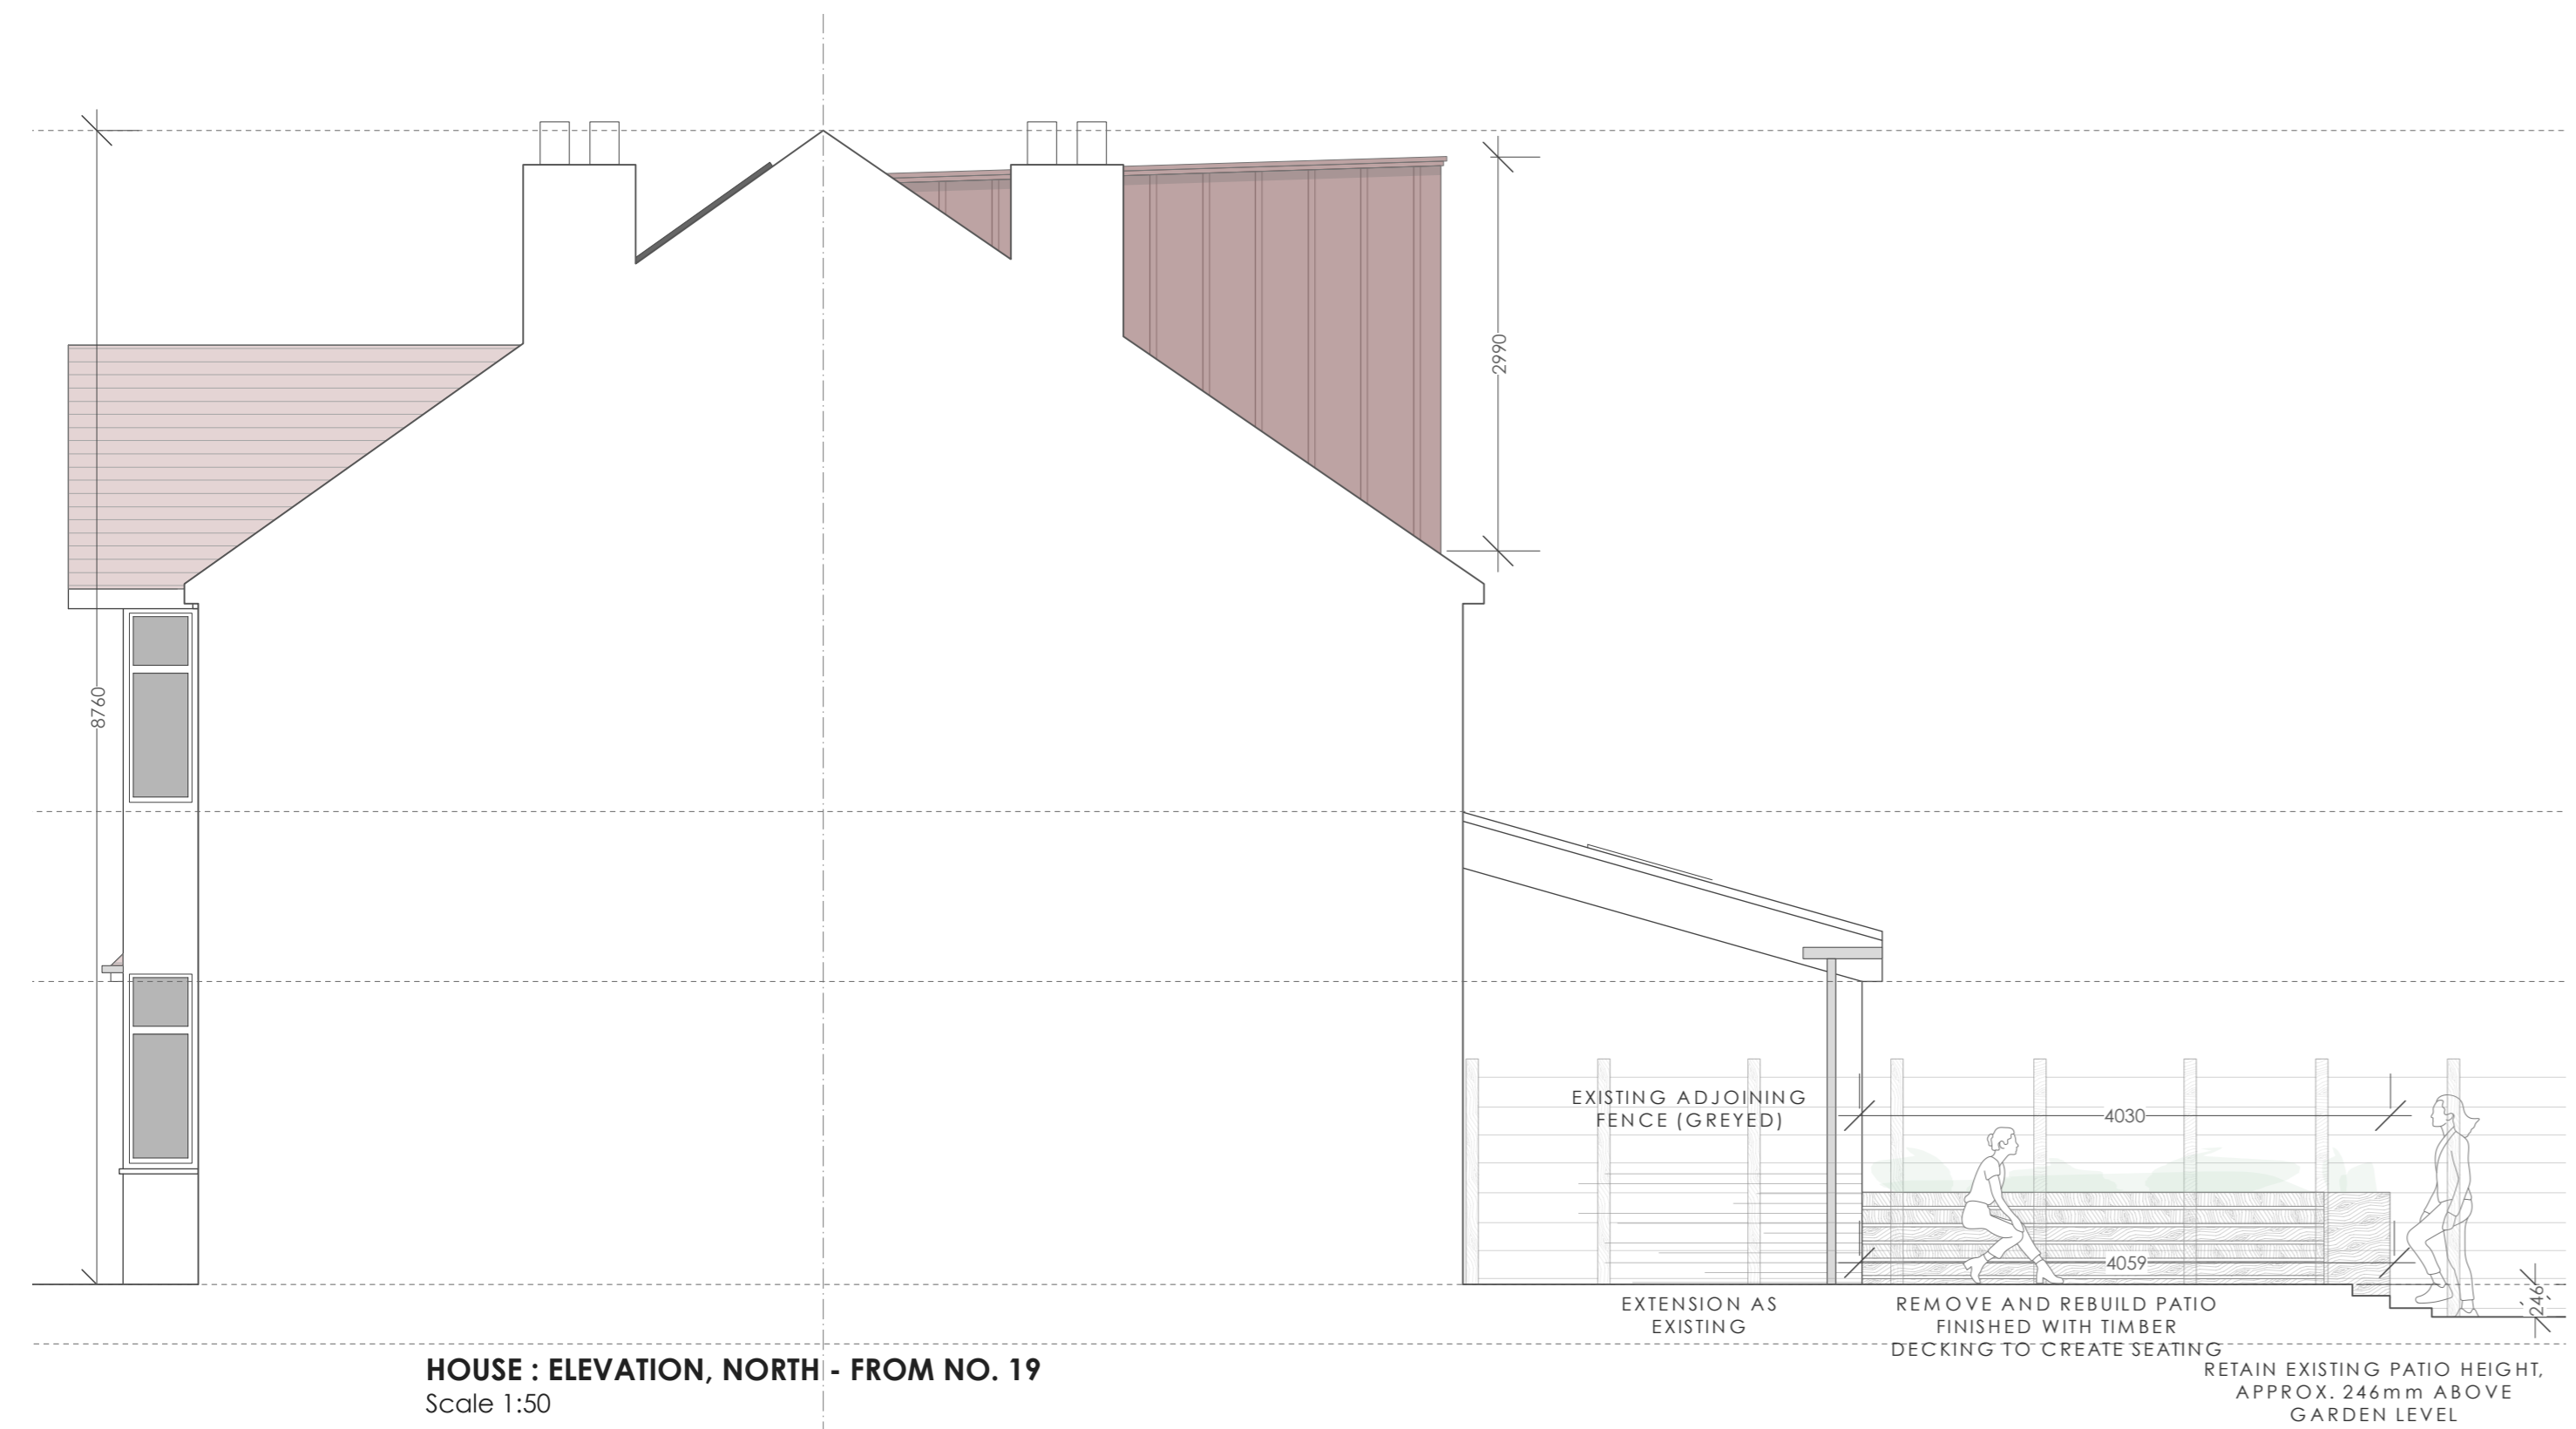 2990
8760
EXISTING ADJOINING
FENCE (GREYED)
4030
4059
246
EXTENSION AS
EXISTING
REMOVE AND REBUILD PATIO
FINISHED WITH TIMBER
DECKING TO CREATE SEATING
RETAIN EXISTING PATIO HEIGHT,
APPROX. 246mm ABOVE
GARDEN LEVEL
HOUSE : ELEVATION, NORTH - FROM NO. 19
Scale 1:50